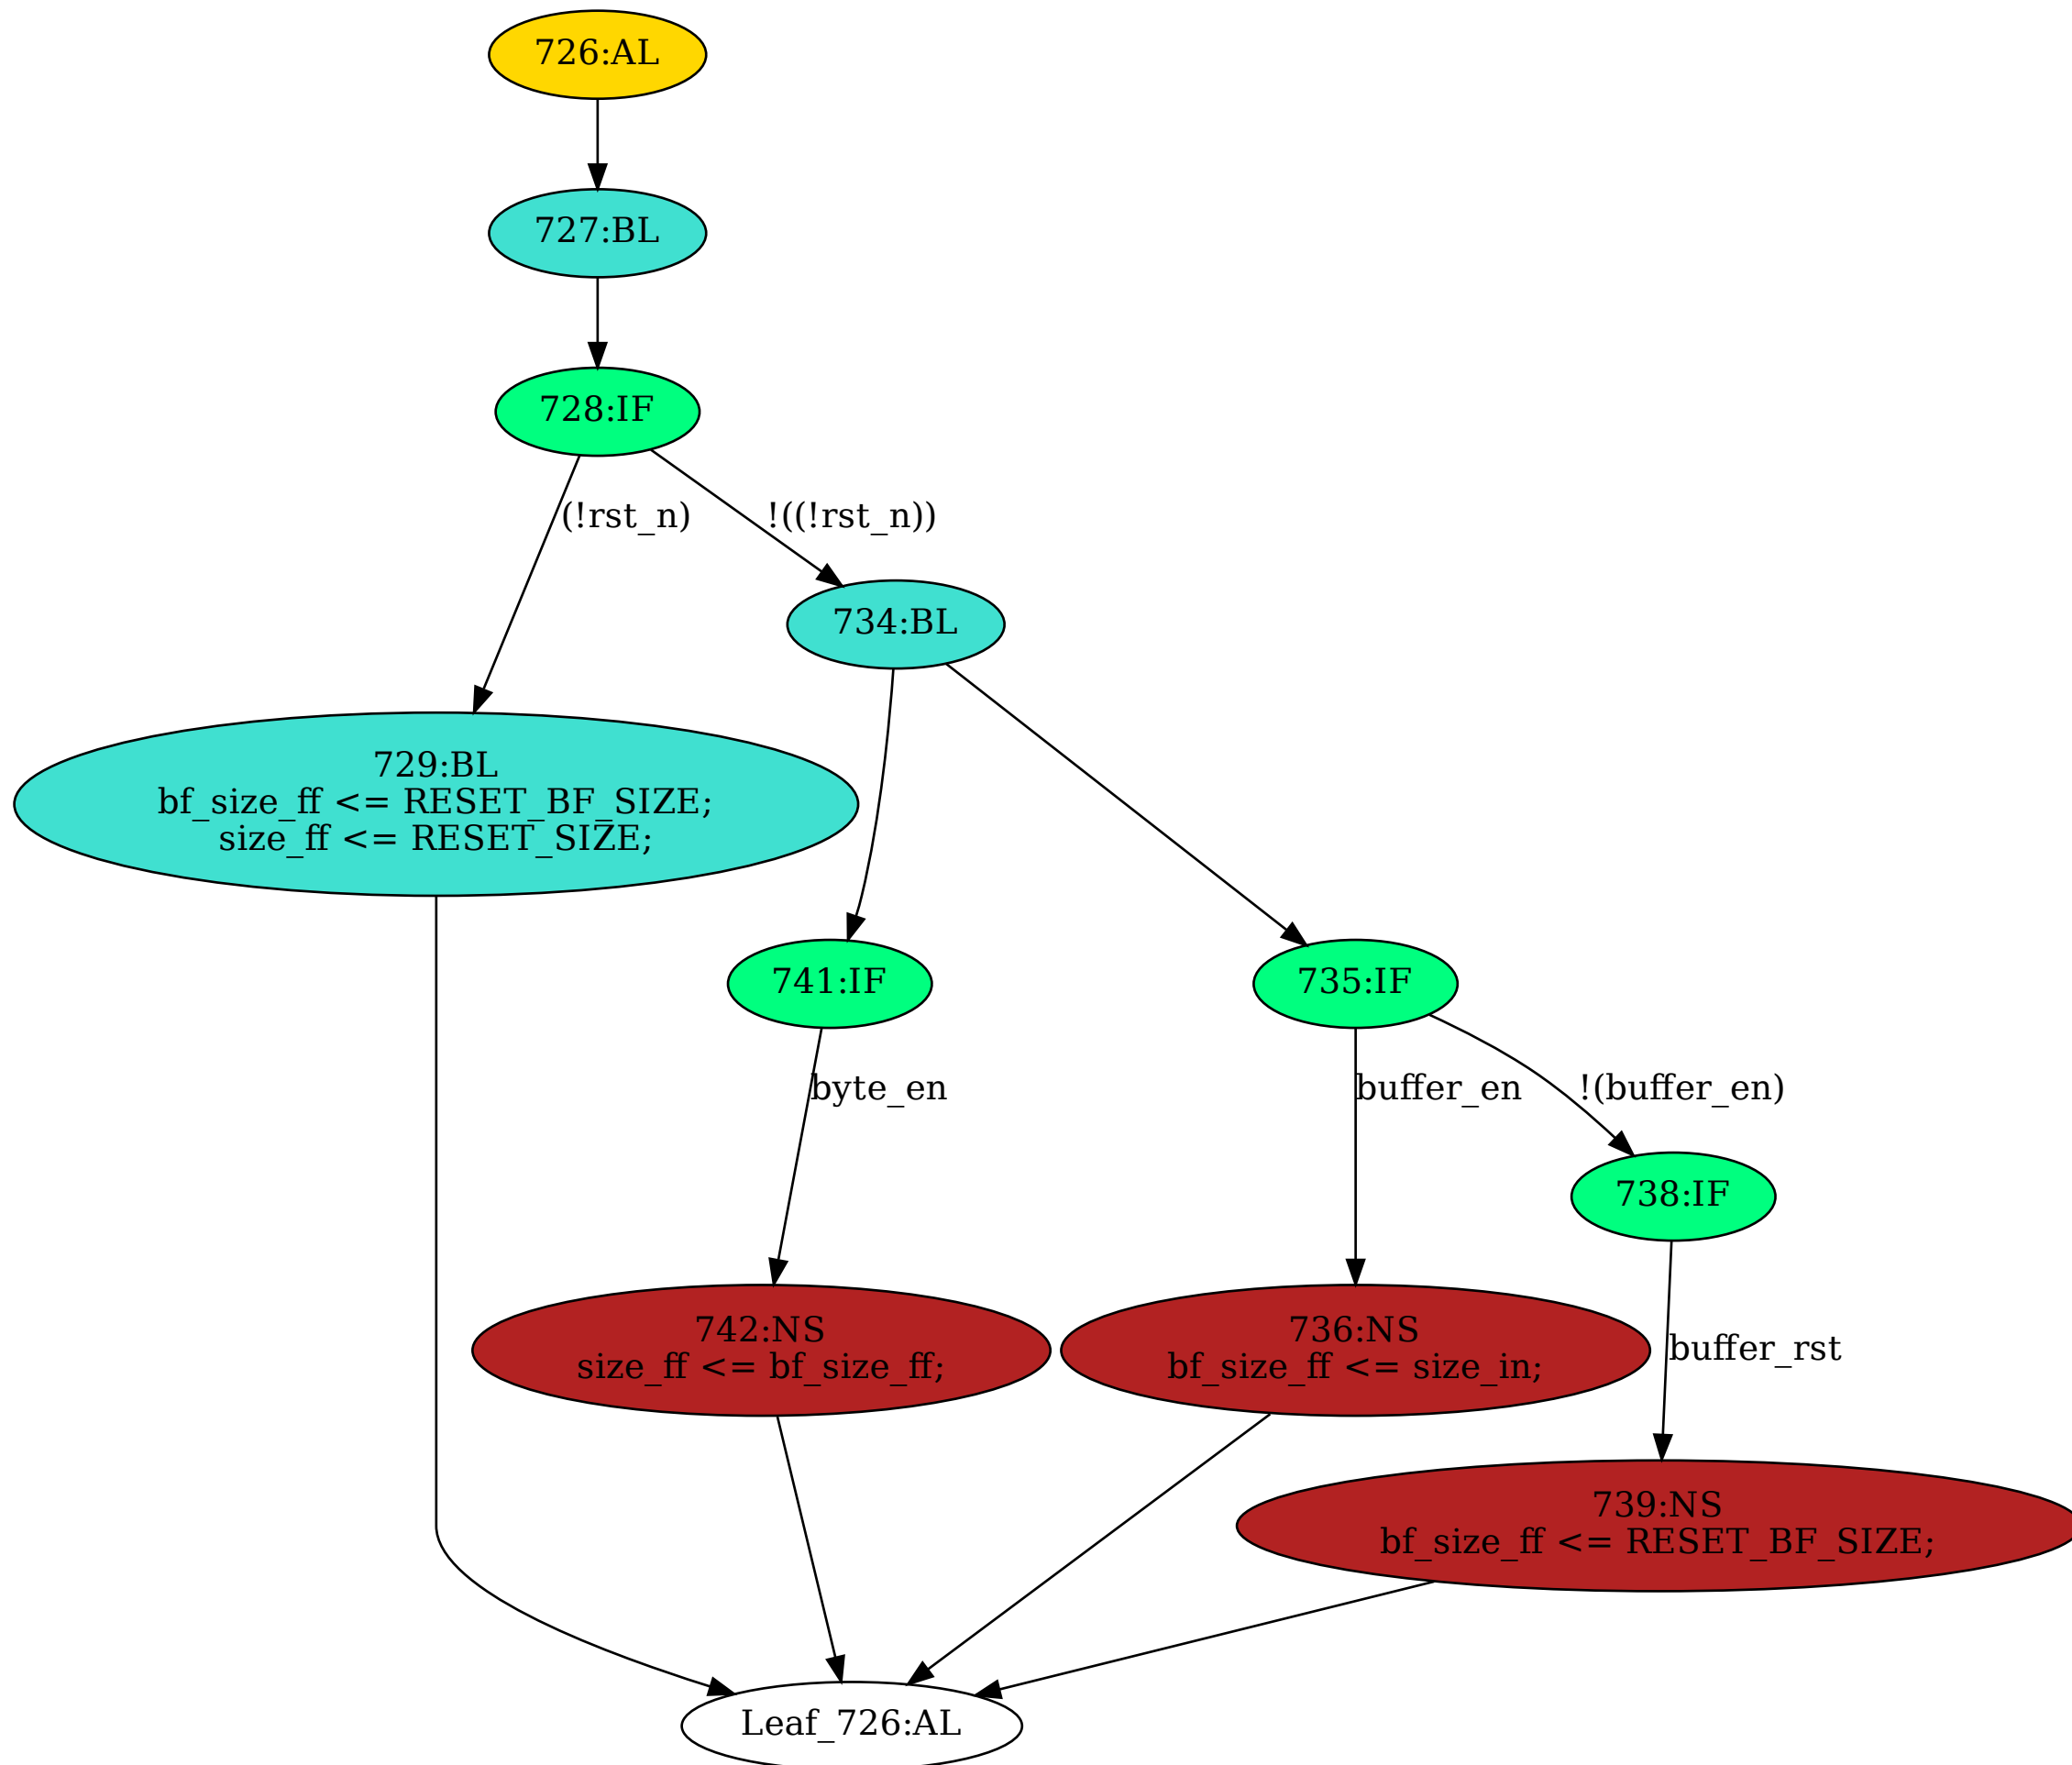 726:AL
727:BL
728:IF
(!rst_n)
!((!rst_n))
734:BL
729:BL
bf_size_ff <= RESET_BF_SIZE;
size_ff <= RESET_SIZE;
741:IF
735:IF
byte_en
buffer_en
!(buffer_en)
738:IF
742:NS
size_ff <= bf_size_ff;
736:NS
bf_size_ff <= size_in;
buffer_rst
739:NS
bf_size_ff <= RESET_BF_SIZE;
Leaf_726:AL